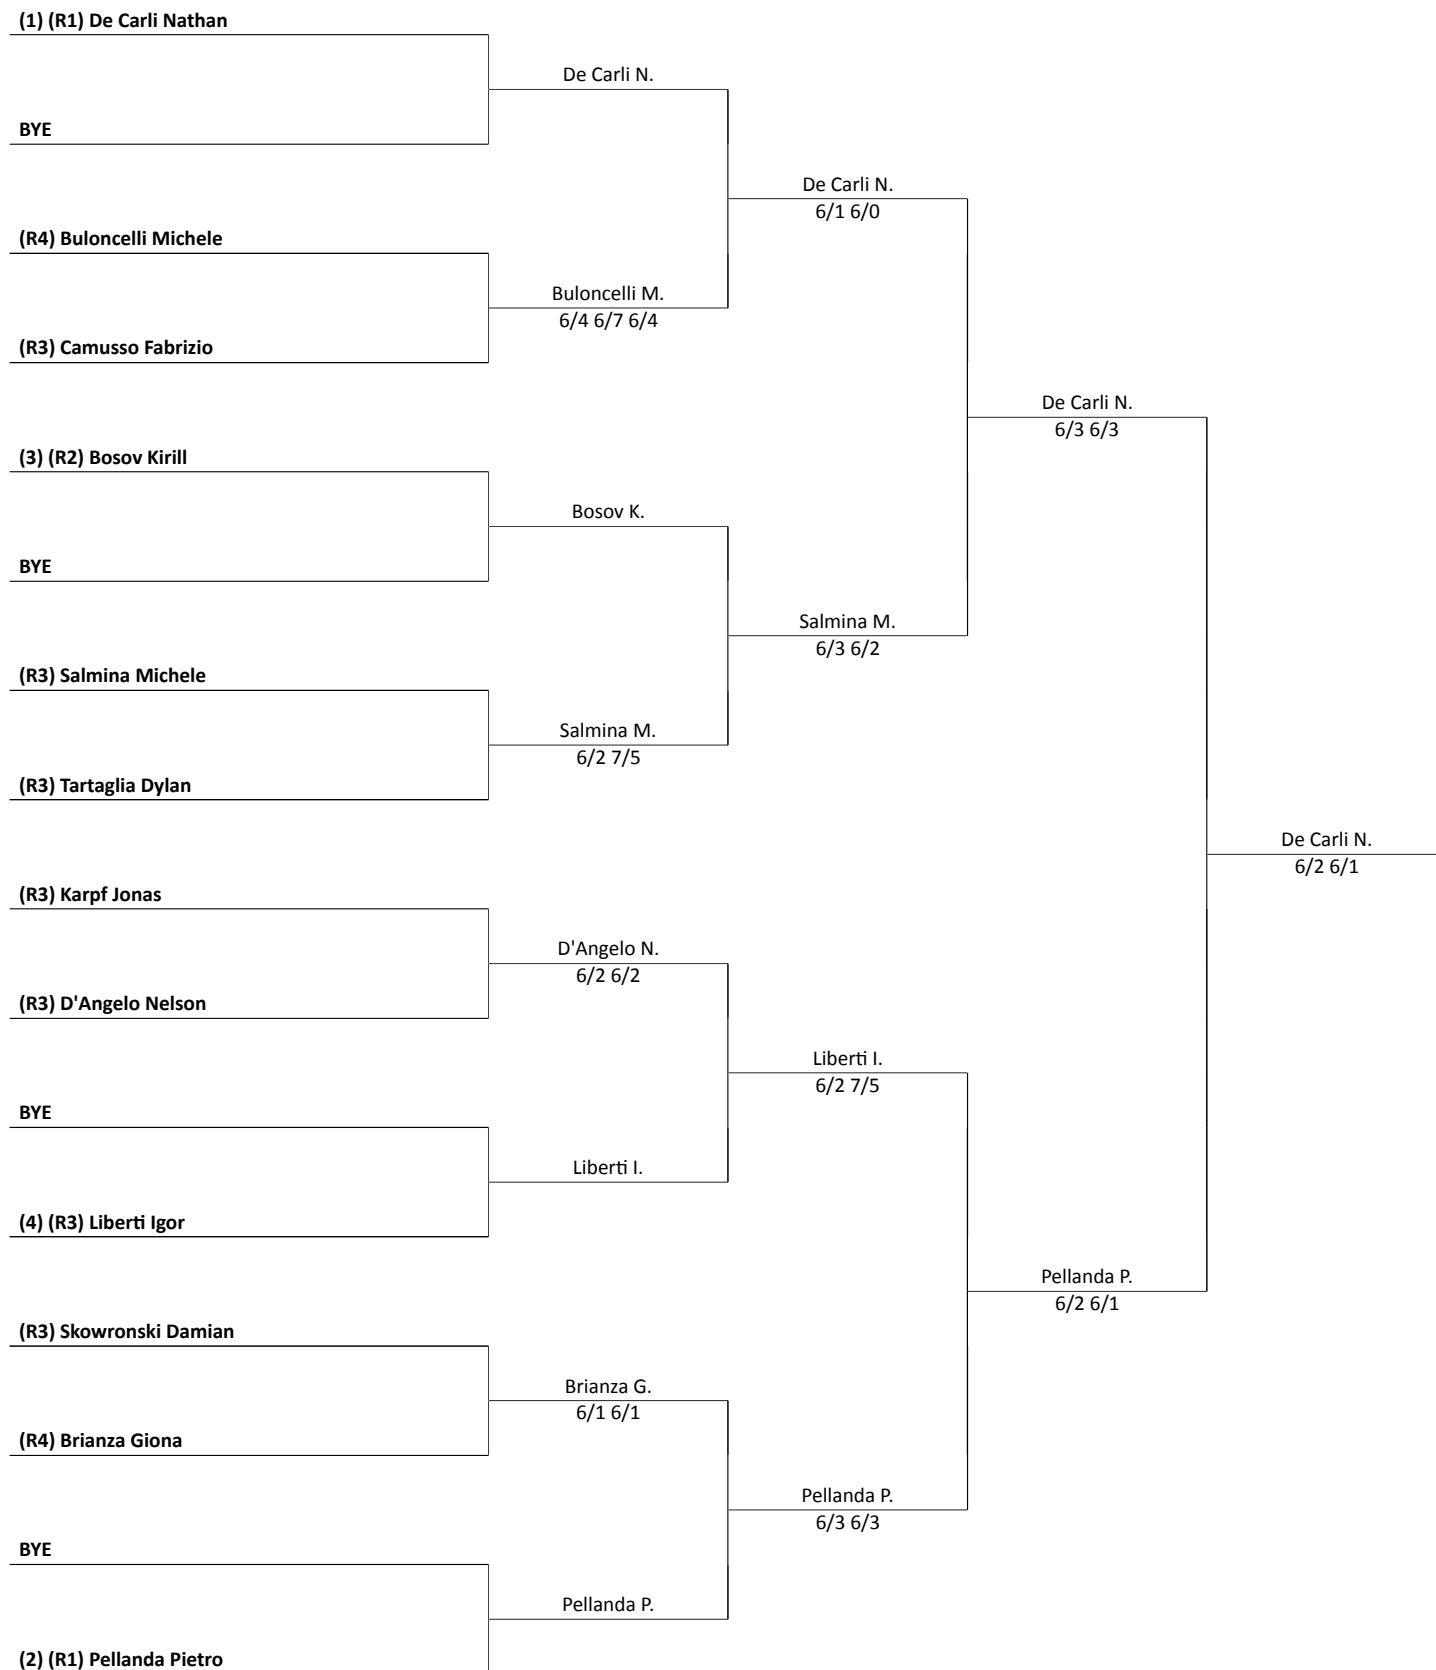 (1) (R1) De Carli Nathan
De Carli N.
BYE
De Carli N.
6/1 6/0
(R4) Buloncelli Michele
Buloncelli M.
6/4 6/7 6/4
(R3) Camusso Fabrizio
De Carli N.
6/3 6/3
(3) (R2) Bosov Kirill
Bosov K.
BYE
Salmina M.
6/3 6/2
(R3) Salmina Michele
Salmina M.
6/2 7/5
(R3) Tartaglia Dylan
De Carli N.
6/2 6/1
(R3) Karpf Jonas
D'Angelo N.
6/2 6/2
(R3) D'Angelo Nelson
Liberti I.
6/2 7/5
BYE
Liberti I.
(4) (R3) Liberti Igor
Pellanda P.
6/2 6/1
(R3) Skowronski Damian
Brianza G.
6/1 6/1
(R4) Brianza Giona
Pellanda P.
6/3 6/3
BYE
Pellanda P.
(2) (R1) Pellanda Pietro